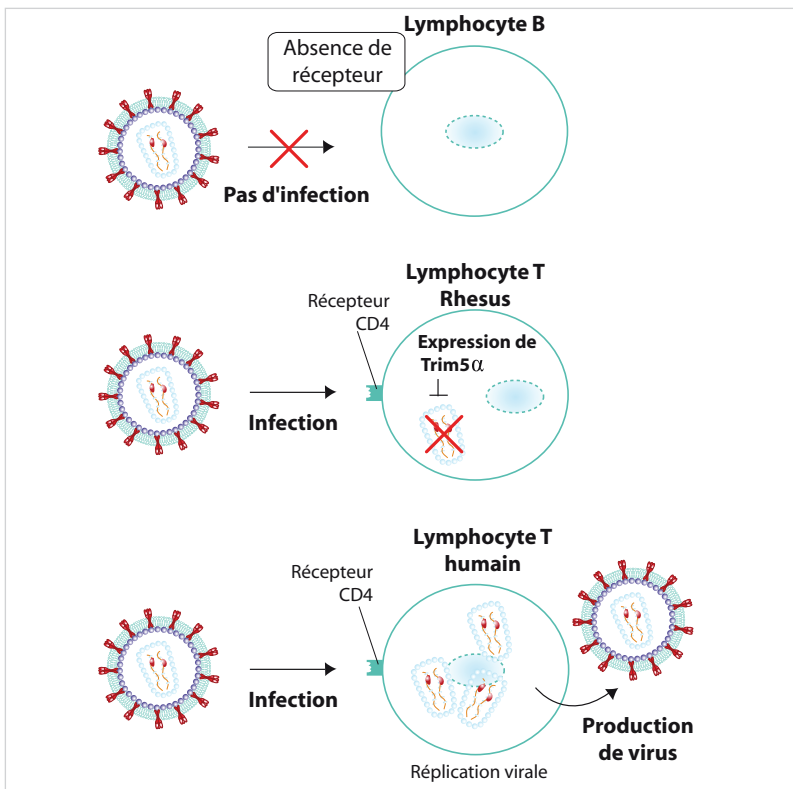 Lymphocyte B
Absence de
récepteur
Pas d'infection
Lymphocyte T
Rhesus
Récepteur
CD4
Expression de
Trim5α
Infection
Lymphocyte T
humain
Récepteur
CD4
Infection
Production
de virus
Réplication virale